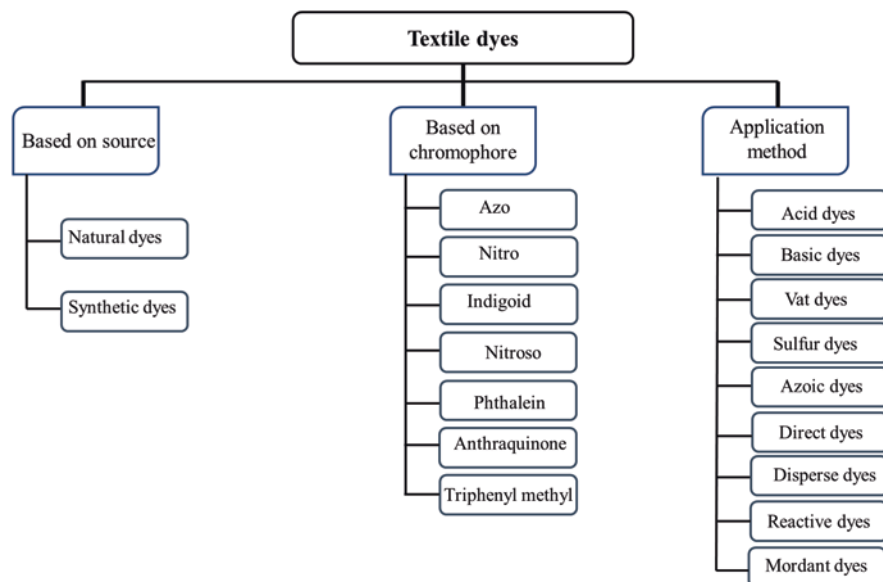 Textile dyes
Based on source
Natural dyes
Synthetic dyes
Based on
chromophore
Azo
Nitro
Indigoid
Nitroso
Phthalein
Anthraquinone
Triphenyl methyl
Application
method
Acid dyes
Basic dyes
Vat dyes
Sulfur dyes
Azoic dyes
Direct dyes
Disperse dyes
Reactive dyes
Mordant dyes